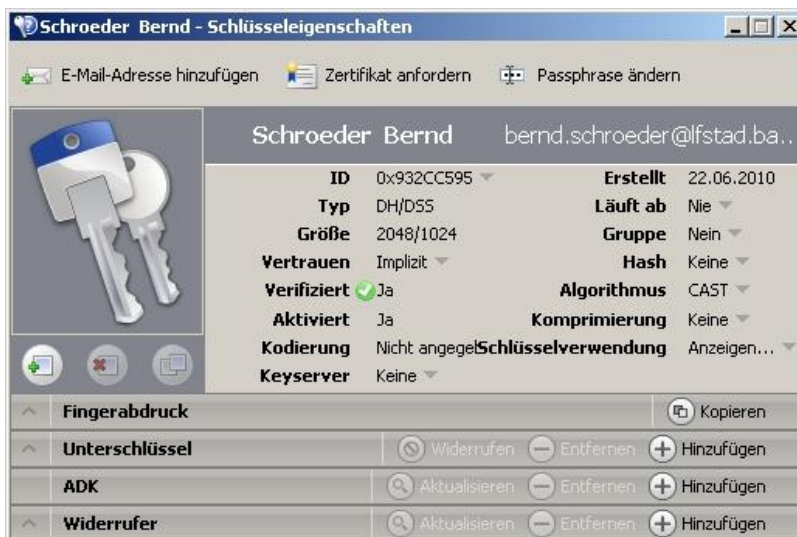 Schroeder Bernd - Schlüsseleigenschaften
E-Mail-Adresse hinzufügen Zertifikat anfordern Passphrase ändern
Schroeder Bernd bernd.schroeder@lfstad.ba...
ID 0x932CC595 Erstellt 22.06.2010
Typ DH/DSS Läuft ab Nie
Größe 2048/1024 Gruppe Nein
Vertrauen Implizit Hash Keine
Verifiziert Ja Algorithmus CAST
Aktiviert Ja Komprimierung Keine
Kodierung Nicht angegel Schlüsselverwendung Anzeigen...
Keyserver Keine
Fingerabdruck Kopieren
Unterschlüssel Widerrufen Entfernen Hinzufügen
ADK Aktualisieren Entfernen Hinzufügen
Widerrufer Aktualisieren Entfernen Hinzufügen